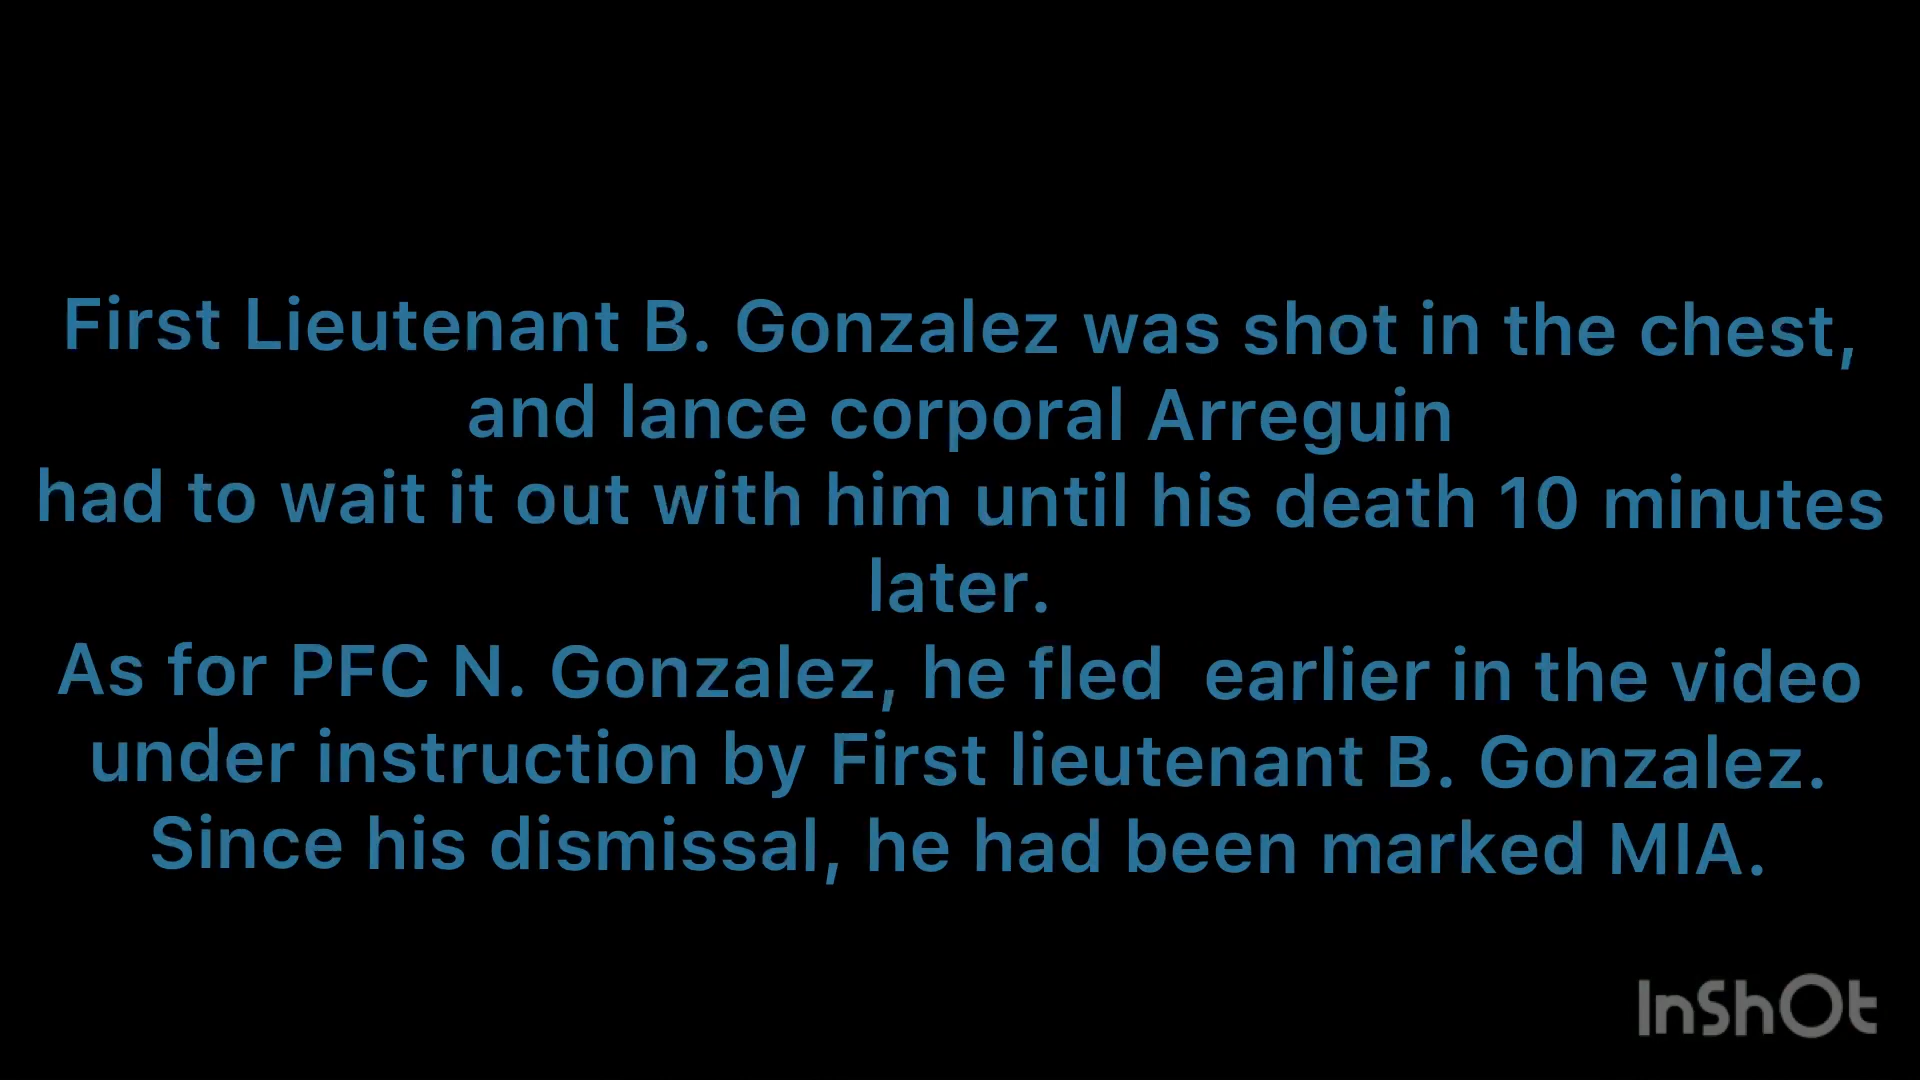 First Lieutenant B. Gonzalez was shot in the chest,
and lance corporal Arreguin
had to wait it out with him until his death 10 minutes
later.
As for PFC N. Gonzalez, he fled  earlier in the video
under instruction by First lieutenant B. Gonzalez.
Since his dismissal, he had been marked MIA.
InShOt